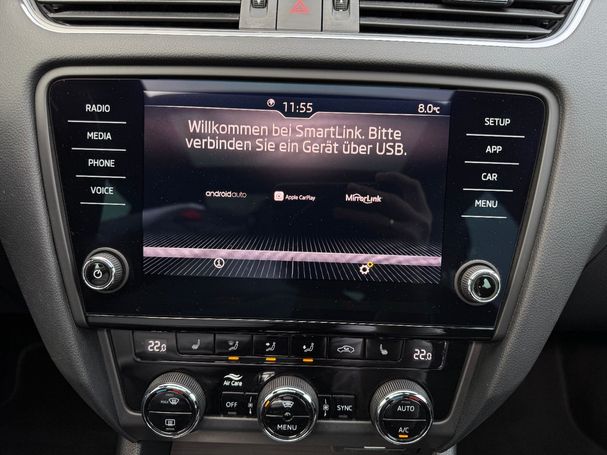 RADIO
MEDIA
PHONE
VOICE
11:55
8.0°C
Willkommen bei SmartLink. Bitte
verbinden Sie ein Gerät über USB.
androidauto
Apple CarPlay
MirrorLink
SETUP
APP
CAR
MENU
22.0
22.0
Air Care
OFF
MENU
SYNC
AUTO
A/C